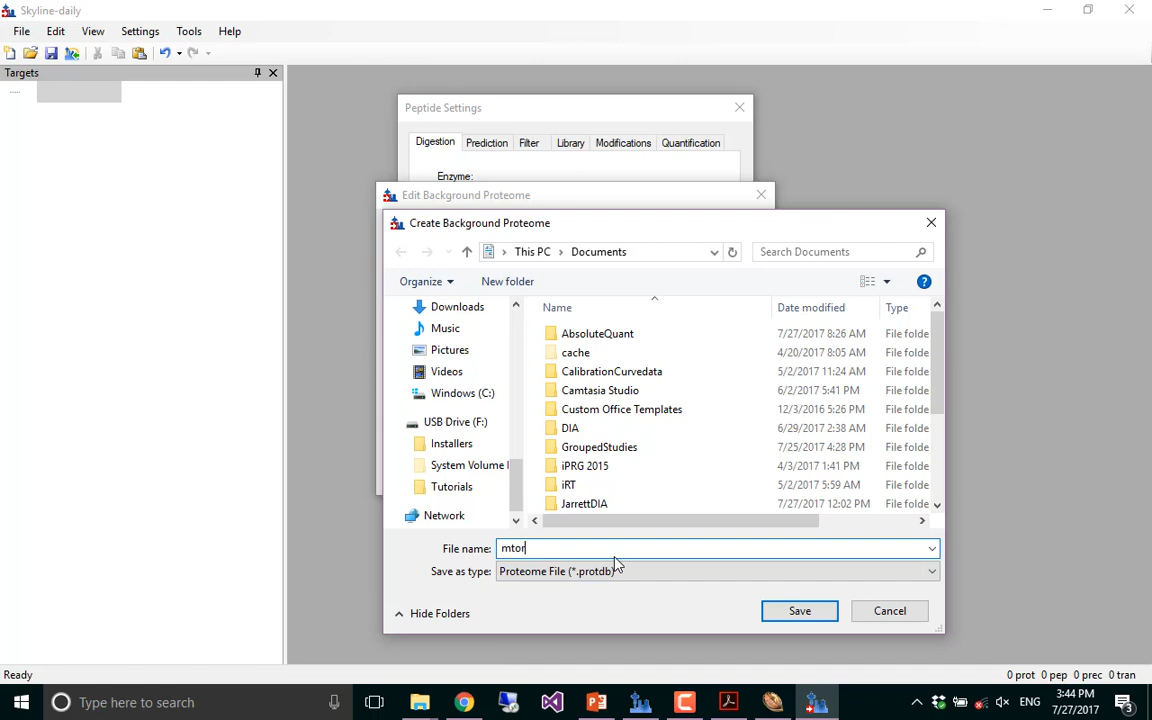 Skyline-daily
File Edit View Settings Tools Help
Targets
Peptide Settings
Digestion Prediction Filter Library Modifications Quantification
Enzyme:
Edit Background Proteome
Create Background Proteome
This PC > Documents
Search Documents
Organize New folder
Name Date modified Type
Downloads
Music
Pictures
Videos
Windows (C:)
USB Drive (F:)
Installers
System Volume I
Tutorials
Network
AbsoluteQuant 7/27/2017 8:26 AM File folde
cache 4/20/2017 8:05 AM File folde
CalibrationCurvedata 5/2/2017 11:24 AM File folde
Camtasia Studio 6/2/2017 5:41 PM File folde
Custom Office Templates 12/3/2016 5:26 PM File folde
DIA 6/29/2017 2:38 AM File folde
GroupedStudies 7/25/2017 4:28 PM File folde
iPRG 2015 4/3/2017 1:41 PM File folde
iRT 5/2/2017 5:59 AM File folde
JarrettDIA 7/27/2017 12:02 PM File folde
File name: mtor
Save as type: Proteome File (*.protdb)
Hide Folders
Save Cancel
Ready
0 prot 0 pep 0 prec 0 tran
Type here to search
ENG
3:44 PM
7/27/2017
3